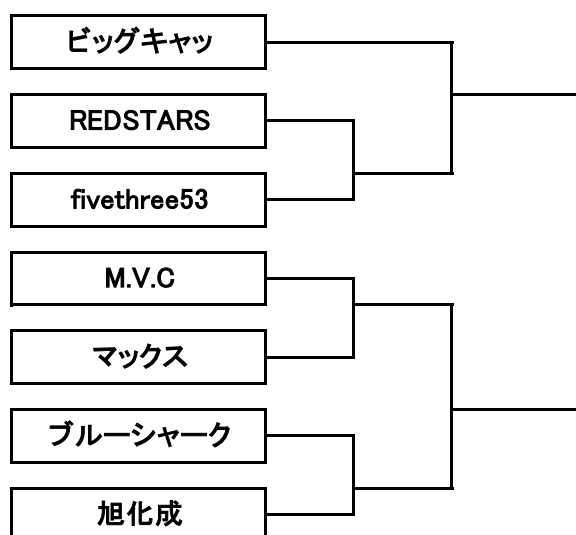 ビッグキャッ
REDSTARS
fivethree53
M.V.C
マックス
ブルーシャーク
旭化成